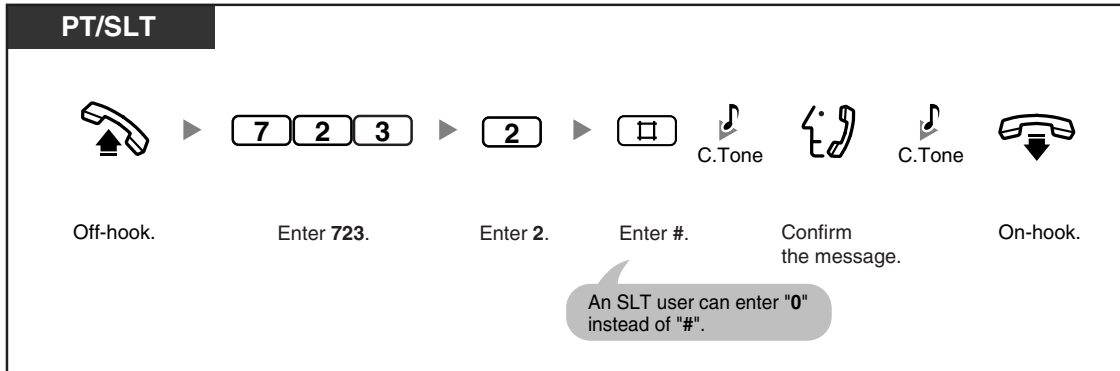 PT/SLT
7 2 3
2
#
C.Tone
C.Tone
Off-hook.
Enter 723.
Enter 2.
Enter #.
Confirm
the message.
On-hook.
An SLT user can enter "0"
instead of "#".